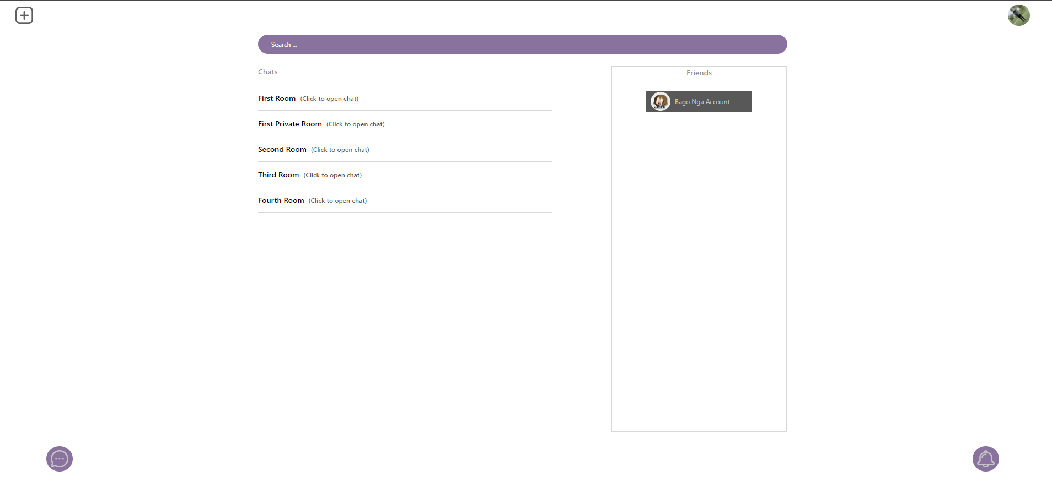 Search ...
Chats
Friends
First Room (Click to open chat)
Bago Nga Account
First Private Room (Click to open chat)
Second Room (Click to open chat)
Third Room (Click to open chat)
Fourth Room (Click to open chat)